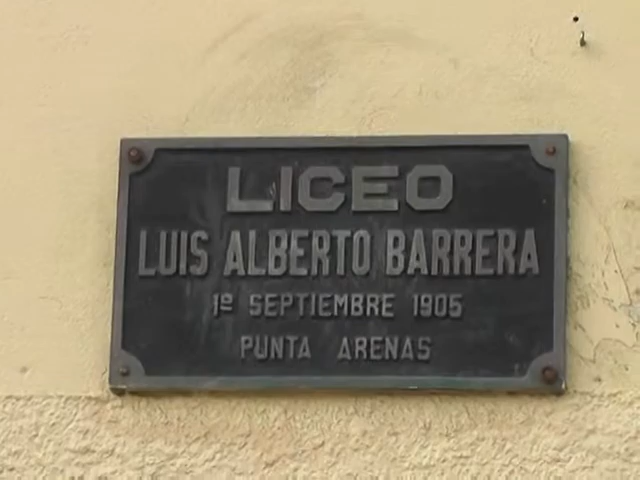 LICEO
LUIS ALBERTO BARRERA
1º SEPTIEMBRE 1905
PUNTA ARENAS